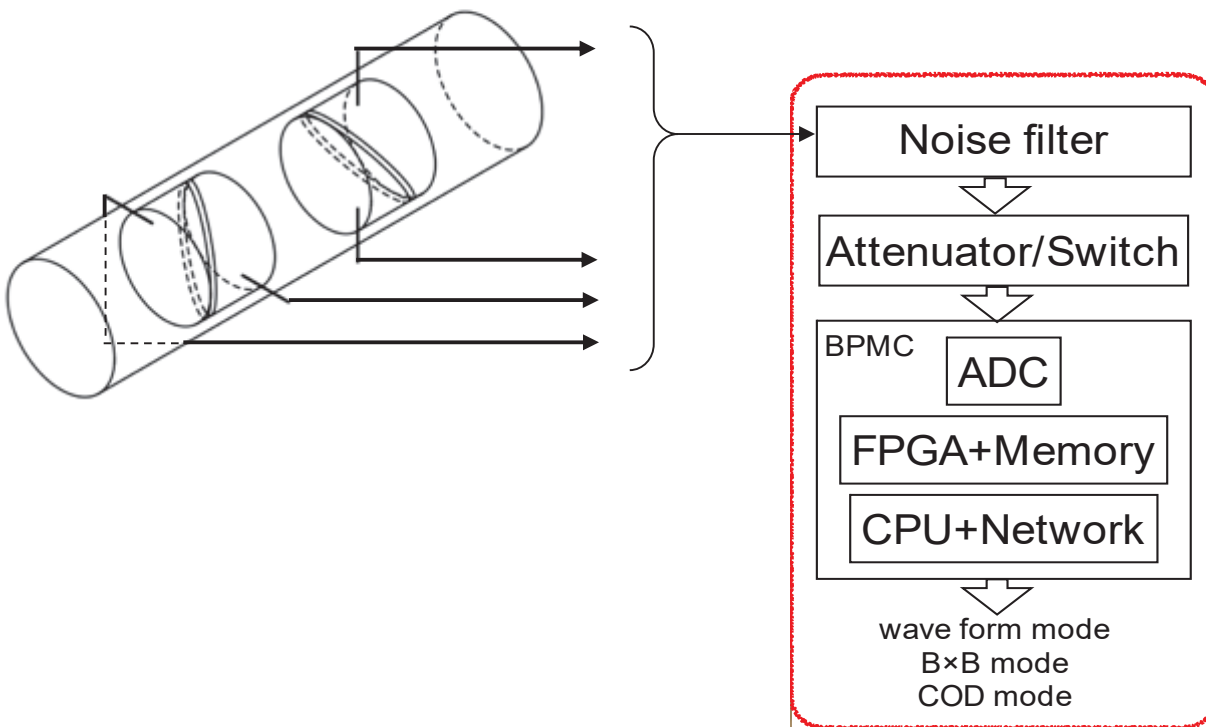 Noise filter
Attenuator/Switch
BPMC
ADC
FPGA+Memory
CPU+Network
wave form mode
B×B mode
COD mode